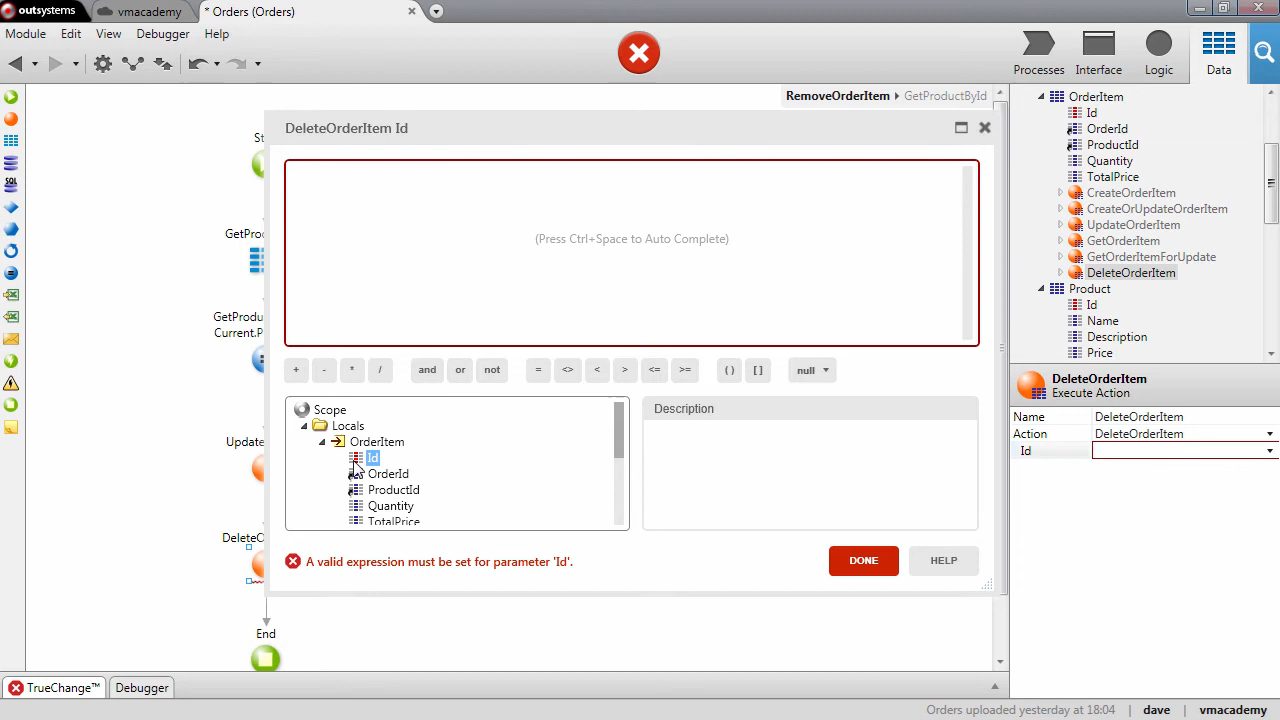 outsystems
vmacademy
* Orders (Orders)
Module Edit View Debugger Help
Processes Interface Logic Data
RemoveOrderItem GetProductById
DeleteOrderItem Id
(Press Ctrl+Space to Auto Complete)
+ - * / and or not = <> < > <= >= ( ) [ ] null
Scope
Locals
OrderItem
Id
OrderId
ProductId
Quantity
TotalPrice
Description
A valid expression must be set for parameter 'Id'.
DONE HELP
St
GetProd
GetProdu
Current.P
Update
DeleteO
End
OrderItem
Id
OrderId
ProductId
Quantity
TotalPrice
CreateOrderItem
CreateOrUpdateOrderItem
UpdateOrderItem
GetOrderItem
GetOrderItemForUpdate
DeleteOrderItem
Product
Id
Name
Description
Price
DeleteOrderItem
Execute Action
Name DeleteOrderItem
Action DeleteOrderItem
Id
TrueChange™ Debugger
Orders uploaded yesterday at 18:04 dave vmacademy